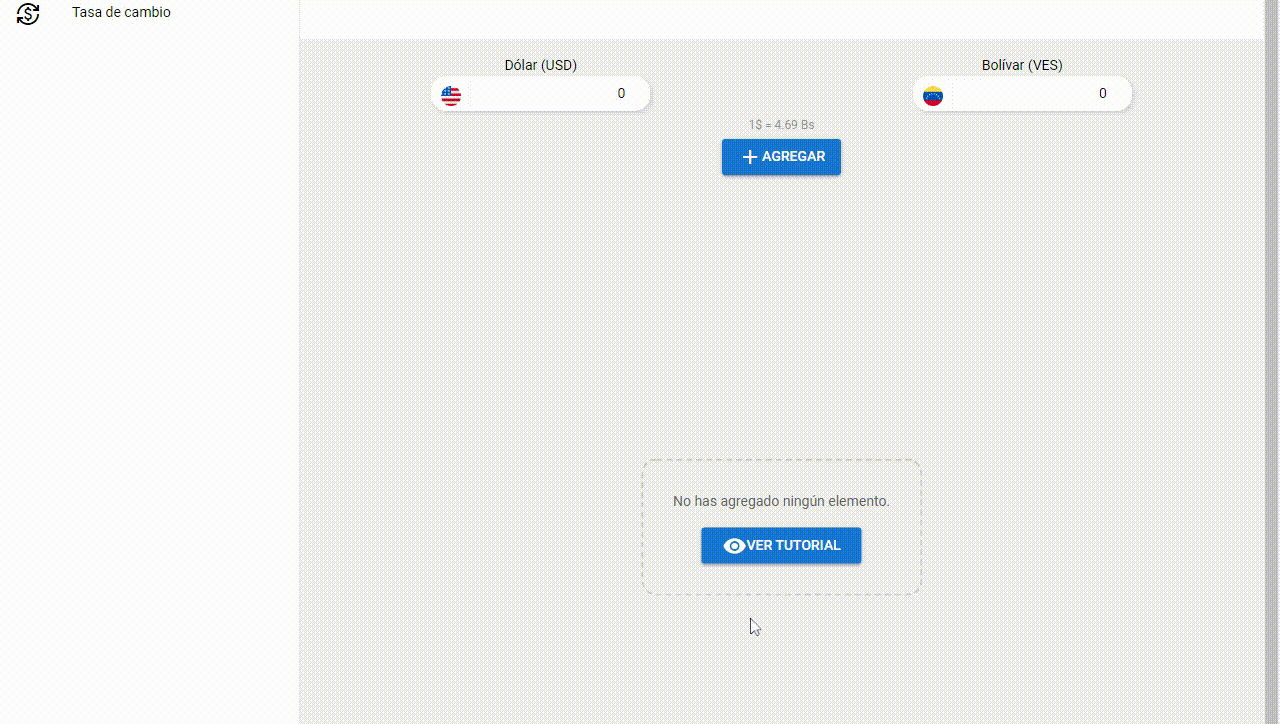 Tasa de cambio
Dólar (USD)
Bolívar (VES)
0
0
1$ = 4.69 Bs
AGREGAR
No has agregado ningún elemento.
VER TUTORIAL